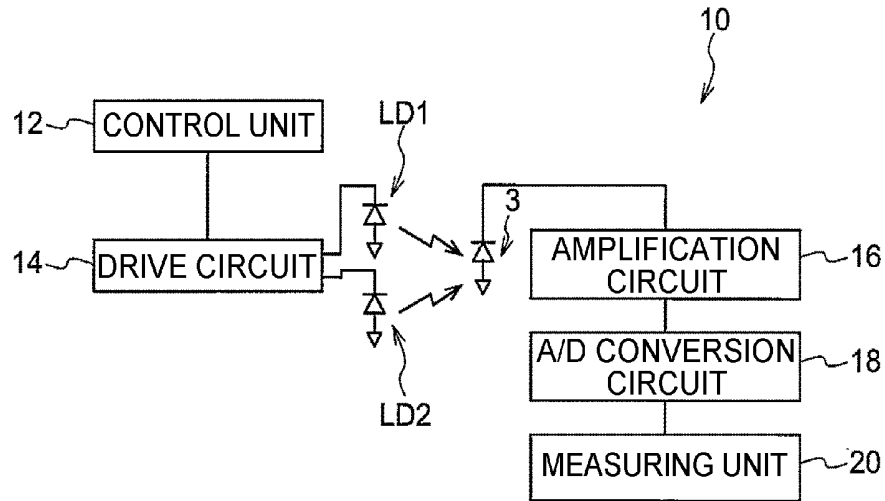 10
LD1
12
CONTROL UNIT
3
14
DRIVE CIRCUIT
AMPLIFICATION
CIRCUIT
16
A/D CONVERSION
CIRCUIT
18
LD2
MEASURING UNIT
20